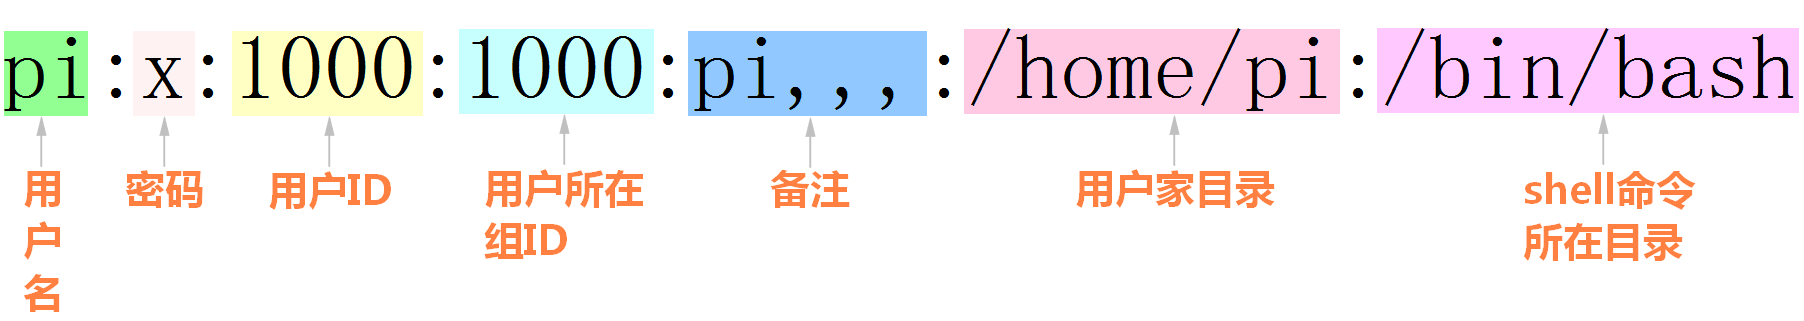 pi:x:1000:1000:pi,,,:/home/pi:/bin/bash
用户名
密码
用户ID
用户所在
组ID
备注
用户家目录
shell命令
所在目录